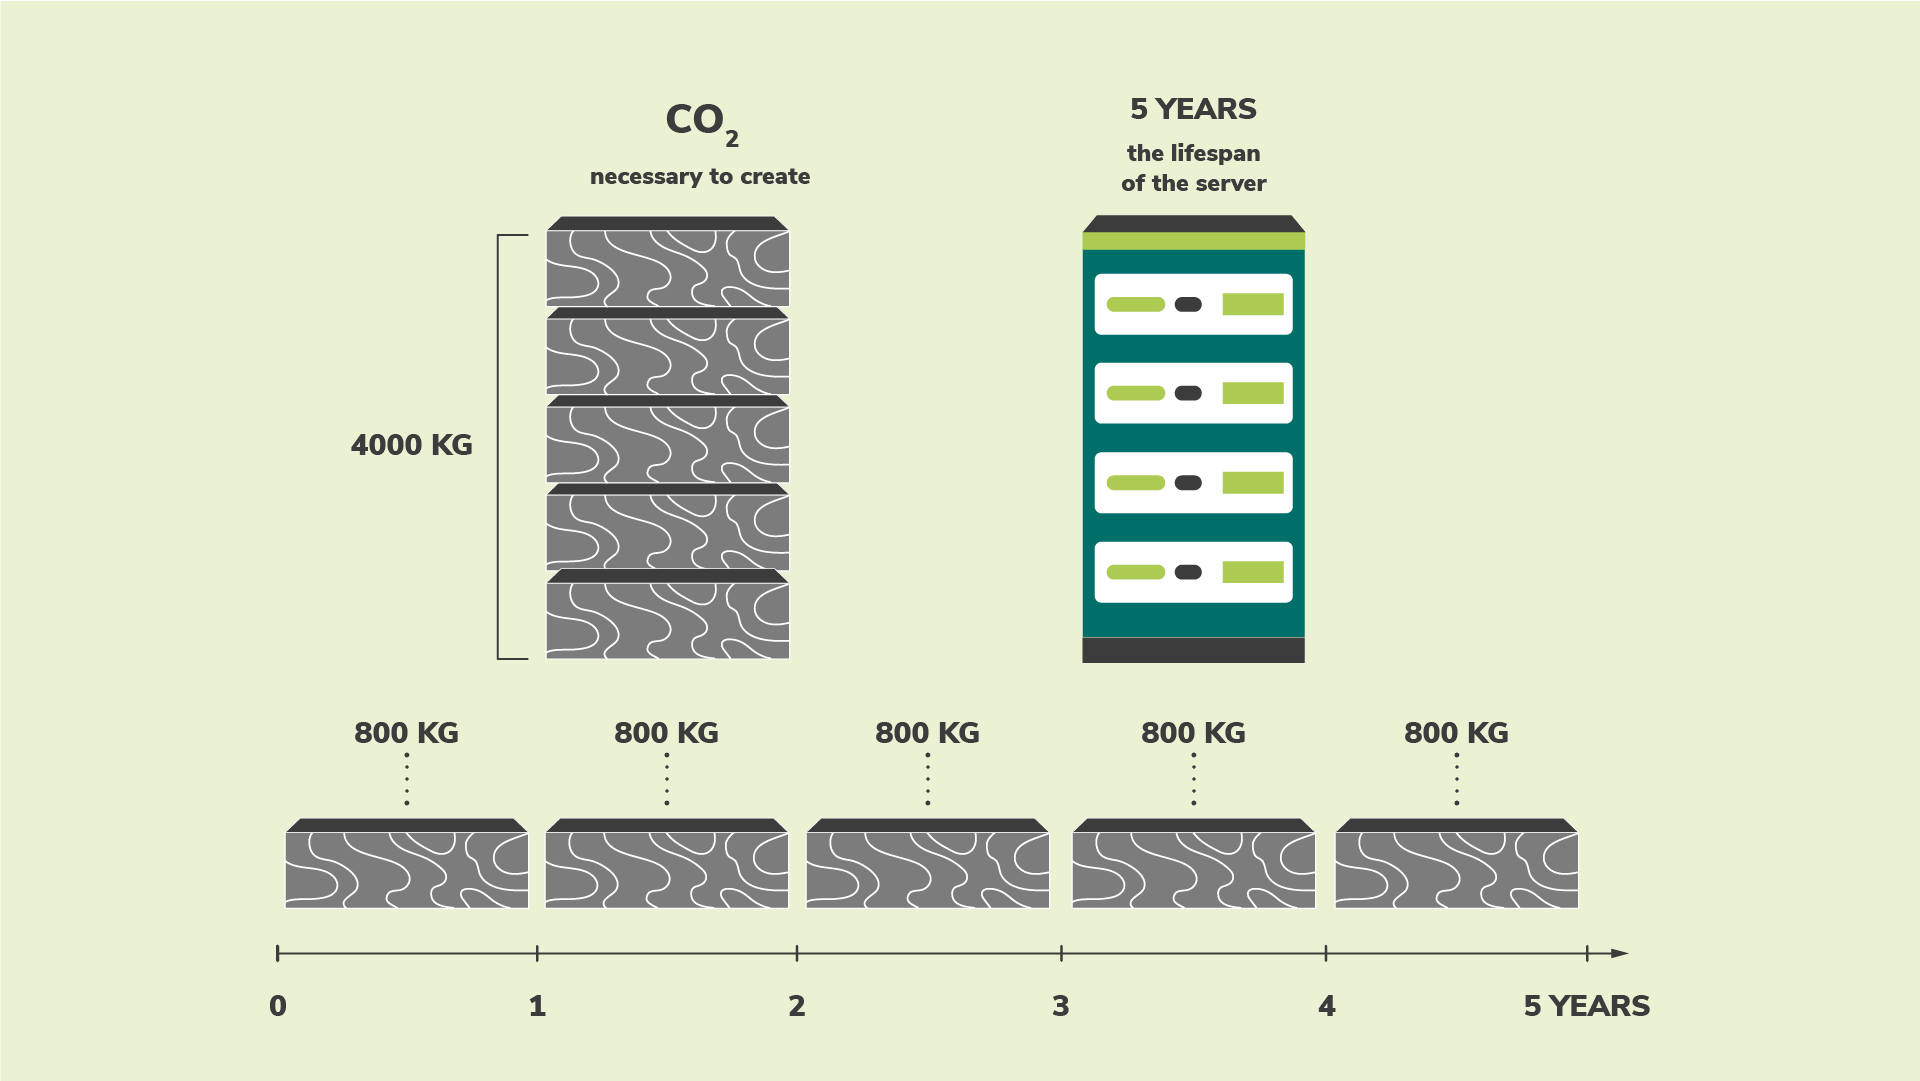 CO₂
necessary to create
5 YEARS
the lifespan
of the server
4000 KG
800 KG
800 KG
800 KG
800 KG
800 KG
0
1
2
3
4
5 YEARS